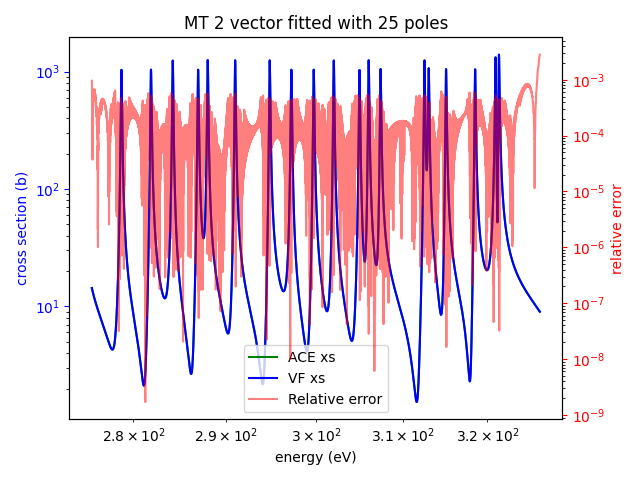 MT 2 vector fitted with 25 poles
10³
10²
10¹
cross section (b)
10⁻³
10⁻⁴
10⁻⁵
10⁻⁶
10⁻⁷
10⁻⁸
10⁻⁹
relative error
ACE xs
VF xs
Relative error
2.8 × 10² 2.9 × 10² 3 × 10² 3.1 × 10² 3.2 × 10²
energy (eV)